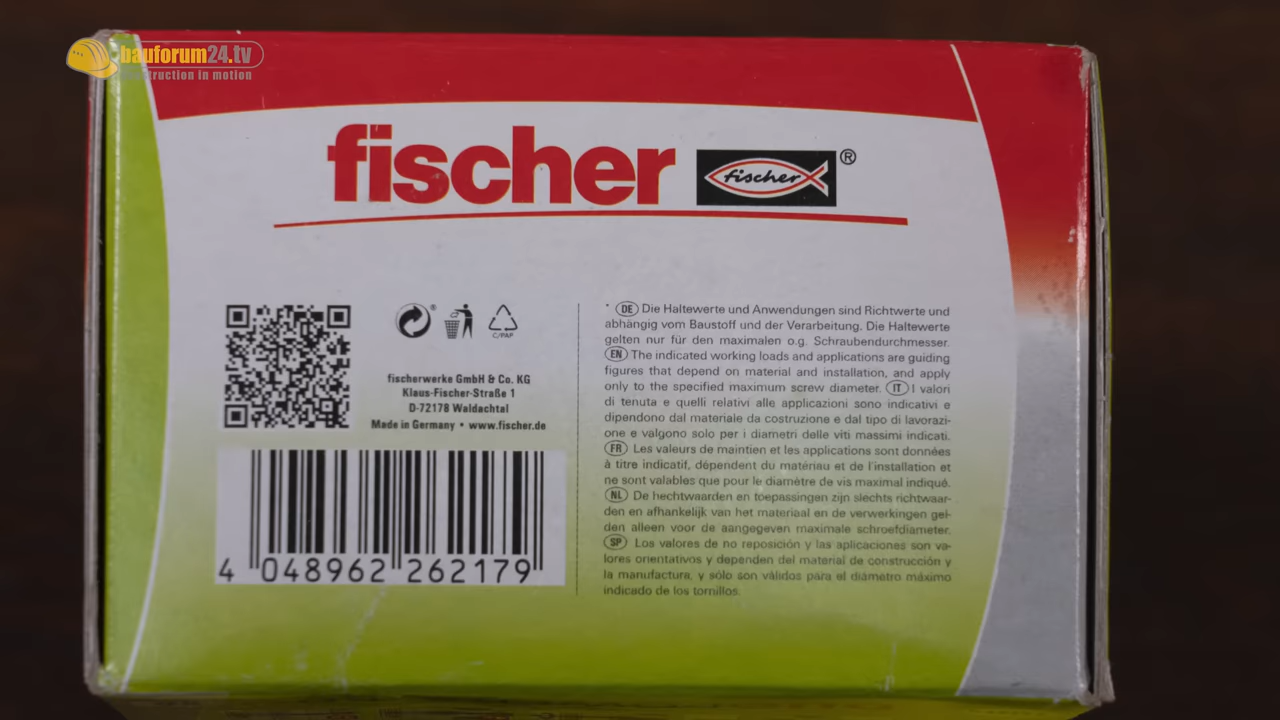 bauforum24.tv
construction in motion
fischer
fischer ®
®
C/PAP
fischerwerke GmbH & Co. KG
Klaus-Fischer-Straße 1
D-72178 Waldachtal
Made in Germany • www.fischer.de
4 048962 262179
* DE Die Haltewerte und Anwendungen sind Richtwerte und
abhängig vom Baustoff und der Verarbeitung. Die Haltewerte
gelten nur für den maximalen o.g. Schraubendurchmesser.
EN The indicated working loads and applications are guiding
figures that depend on material and installation, and apply
only to the specified maximum screw diameter. IT I valori
di tenuta e quelli relativi alle applicazioni sono indicativi e
dipendono dal materiale da costruzione e dal tipo di lavorazi-
one e valgono solo per i diametri delle viti massimi indicati.
FR Les valeurs de maintien et les applications sont données
à titre indicatif, dépendent du matériau et de l'installation et
ne sont valables que pour le diamètre de vis maximal indiqué.
NL De hechtwaarden en toepassingen zijn slechts richtwaar-
den en afhankelijk van het materiaal en de verwerkingen gel-
den alleen voor de aangegeven maximale schroefdiameter.
SP Los valores de no reposición y las aplicaciones son va-
lores orientativos y dependen del material de construcción y
la manufactura, y sólo son válidos para el diámetro máximo
indicado de los tornillos.